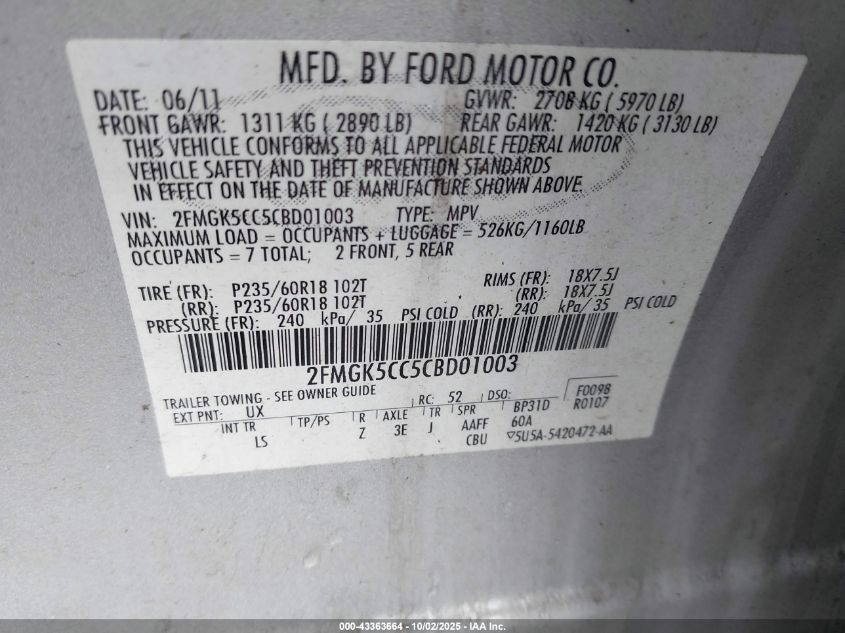 MFD. BY FORD MOTOR CO.
DATE: 06/11 GVWR: 2708 KG ( 5970 LB)
FRONT GAWR: 1311 KG ( 2890 LB) REAR GAWR: 1420 KG ( 3130 LB)
THIS VEHICLE CONFORMS TO ALL APPLICABLE FEDERAL MOTOR
VEHICLE SAFETY AND THEFT PREVENTION STANDARDS
IN EFFECT ON THE DATE OF MANUFACTURE SHOWN ABOVE.
VIN: 2FMGK5CC5CBD01003 TYPE: MPV
MAXIMUM LOAD = OCCUPANTS + LUGGAGE = 526KG/1160LB
OCCUPANTS = 7 TOTAL; 2 FRONT, 5 REAR
TIRE (FR): P235/60R18 102T RIMS (FR): 18X7.5J
(RR): P235/60R18 102T (RR): 18X7.5J
PRESSURE (FR): 240 kPa/ 35 PSI COLD (RR): 240 kPa/ 35 PSI COLD
2FMGK5CC5CBD01003
TRAILER TOWING - SEE OWNER GUIDE RC: 52 DSO: F0098
EXT PNT: UX BP31D R0107
INT TR TP/PS R AXLE TR SPR 60A
LS Z 3E J AAFF
CBU ▽5U5A-5420472-AA
000-43363664 - 10/02/2025 - IAA Inc.